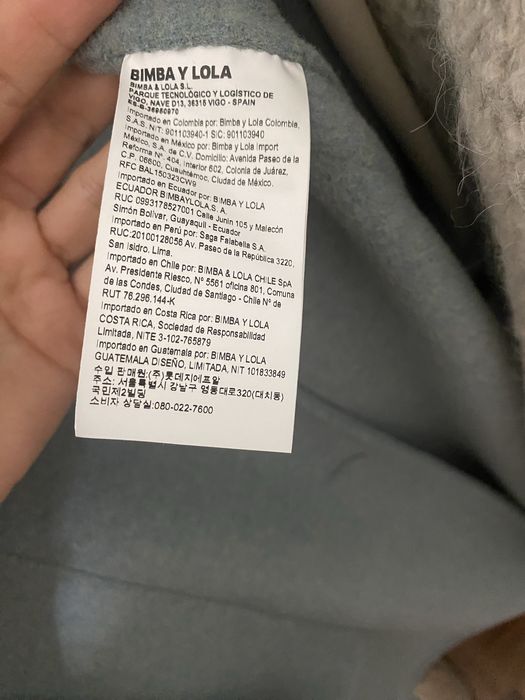 BIMBA Y LOLA
BIMBA & LOLA S.L.
PARQUE TECNOLÓGICO Y LOGÍSTICO DE
VIGO, NAVE D13, 36315 VIGO - SPAIN
ES-B-36950970
Importado en Colombia por: Bimba y Lola Colombia,
S.A.S. NIT: 901103940-1 SIC: 901103940
Importado en México por: Bimba y Lola Import
México, S.A. de C.V. Domicilio: Avenida Paseo de la
Reforma Nº 404, Interior 602, Colonia de Juárez,
C.P. 06600, Cuauhtémoc, Ciudad de México.
RFC BAL150323CW9
Importado en Ecuador por: BIMBA Y LOLA
ECUADOR BIMBAYLOLA,S. A.
RUC 0993178527001 Calle Junin 105 y Malecón
Simón Bolívar, Guayaquil - Ecuador
Importado en Perú por: Saga Falabella S.A.
RUC:20100128056 Av. Paseo de la República 3220,
San Isidro, Lima.
Importado en Chile por: BIMBA & LOLA CHILE SpA
Av. Presidente Riesco, Nº 5561 oficina 801, Comuna
de las Condes, Ciudad de Santiago - Chile Nº de
RUT 76.296.144-K
Importado en Costa Rica por: BIMBA Y LOLA
COSTA RICA, Sociedad de Responsabilidad
Limitada, NITE 3-102-765879
Importado en Guatemala por: BIMBA Y LOLA
GUATEMALA DISEÑO, LIMITADA, NIT 101833849
수입 판매원:(주)롯데지에프알
주소: 서울특별시 강남구 영동대로320(대치동)
국민제2빌딩
소비자 상담실:080-022-7600